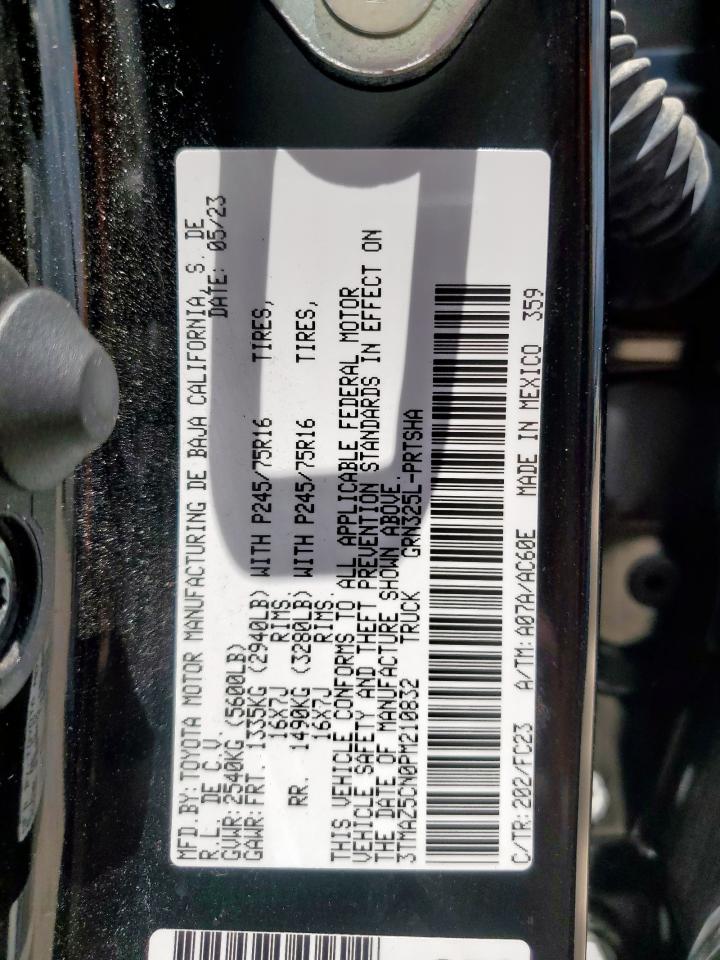 MFD.BY:TOYOTA MOTOR MANUFACTURING DE BAJA CALIFORNIA, S. DE
R.L. DE C.V. DATE: 05/23
GVWR:2540KG (5600LB)
GAWR:FRT. 1335KG (2940LB) WITH P245/75R16 TIRES,
16X7J RIMS.
RR. 1490KG (3280LB) WITH P245/75R16 TIRES,
16X7J RIMS.
THIS VEHICLE CONFORMS TO ALL APPLICABLE FEDERAL MOTOR
VEHICLE SAFETY AND THEFT PREVENTION STANDARDS IN EFFECT ON
THE DATE OF MANUFACTURE SHOWN ABOVE.
3TMAZ5CN0PM210832 TRUCK GRN325L-PRTSHA
C/TR:202/FC23 A/TM:A07A/AC60E MADE IN MEXICO 359